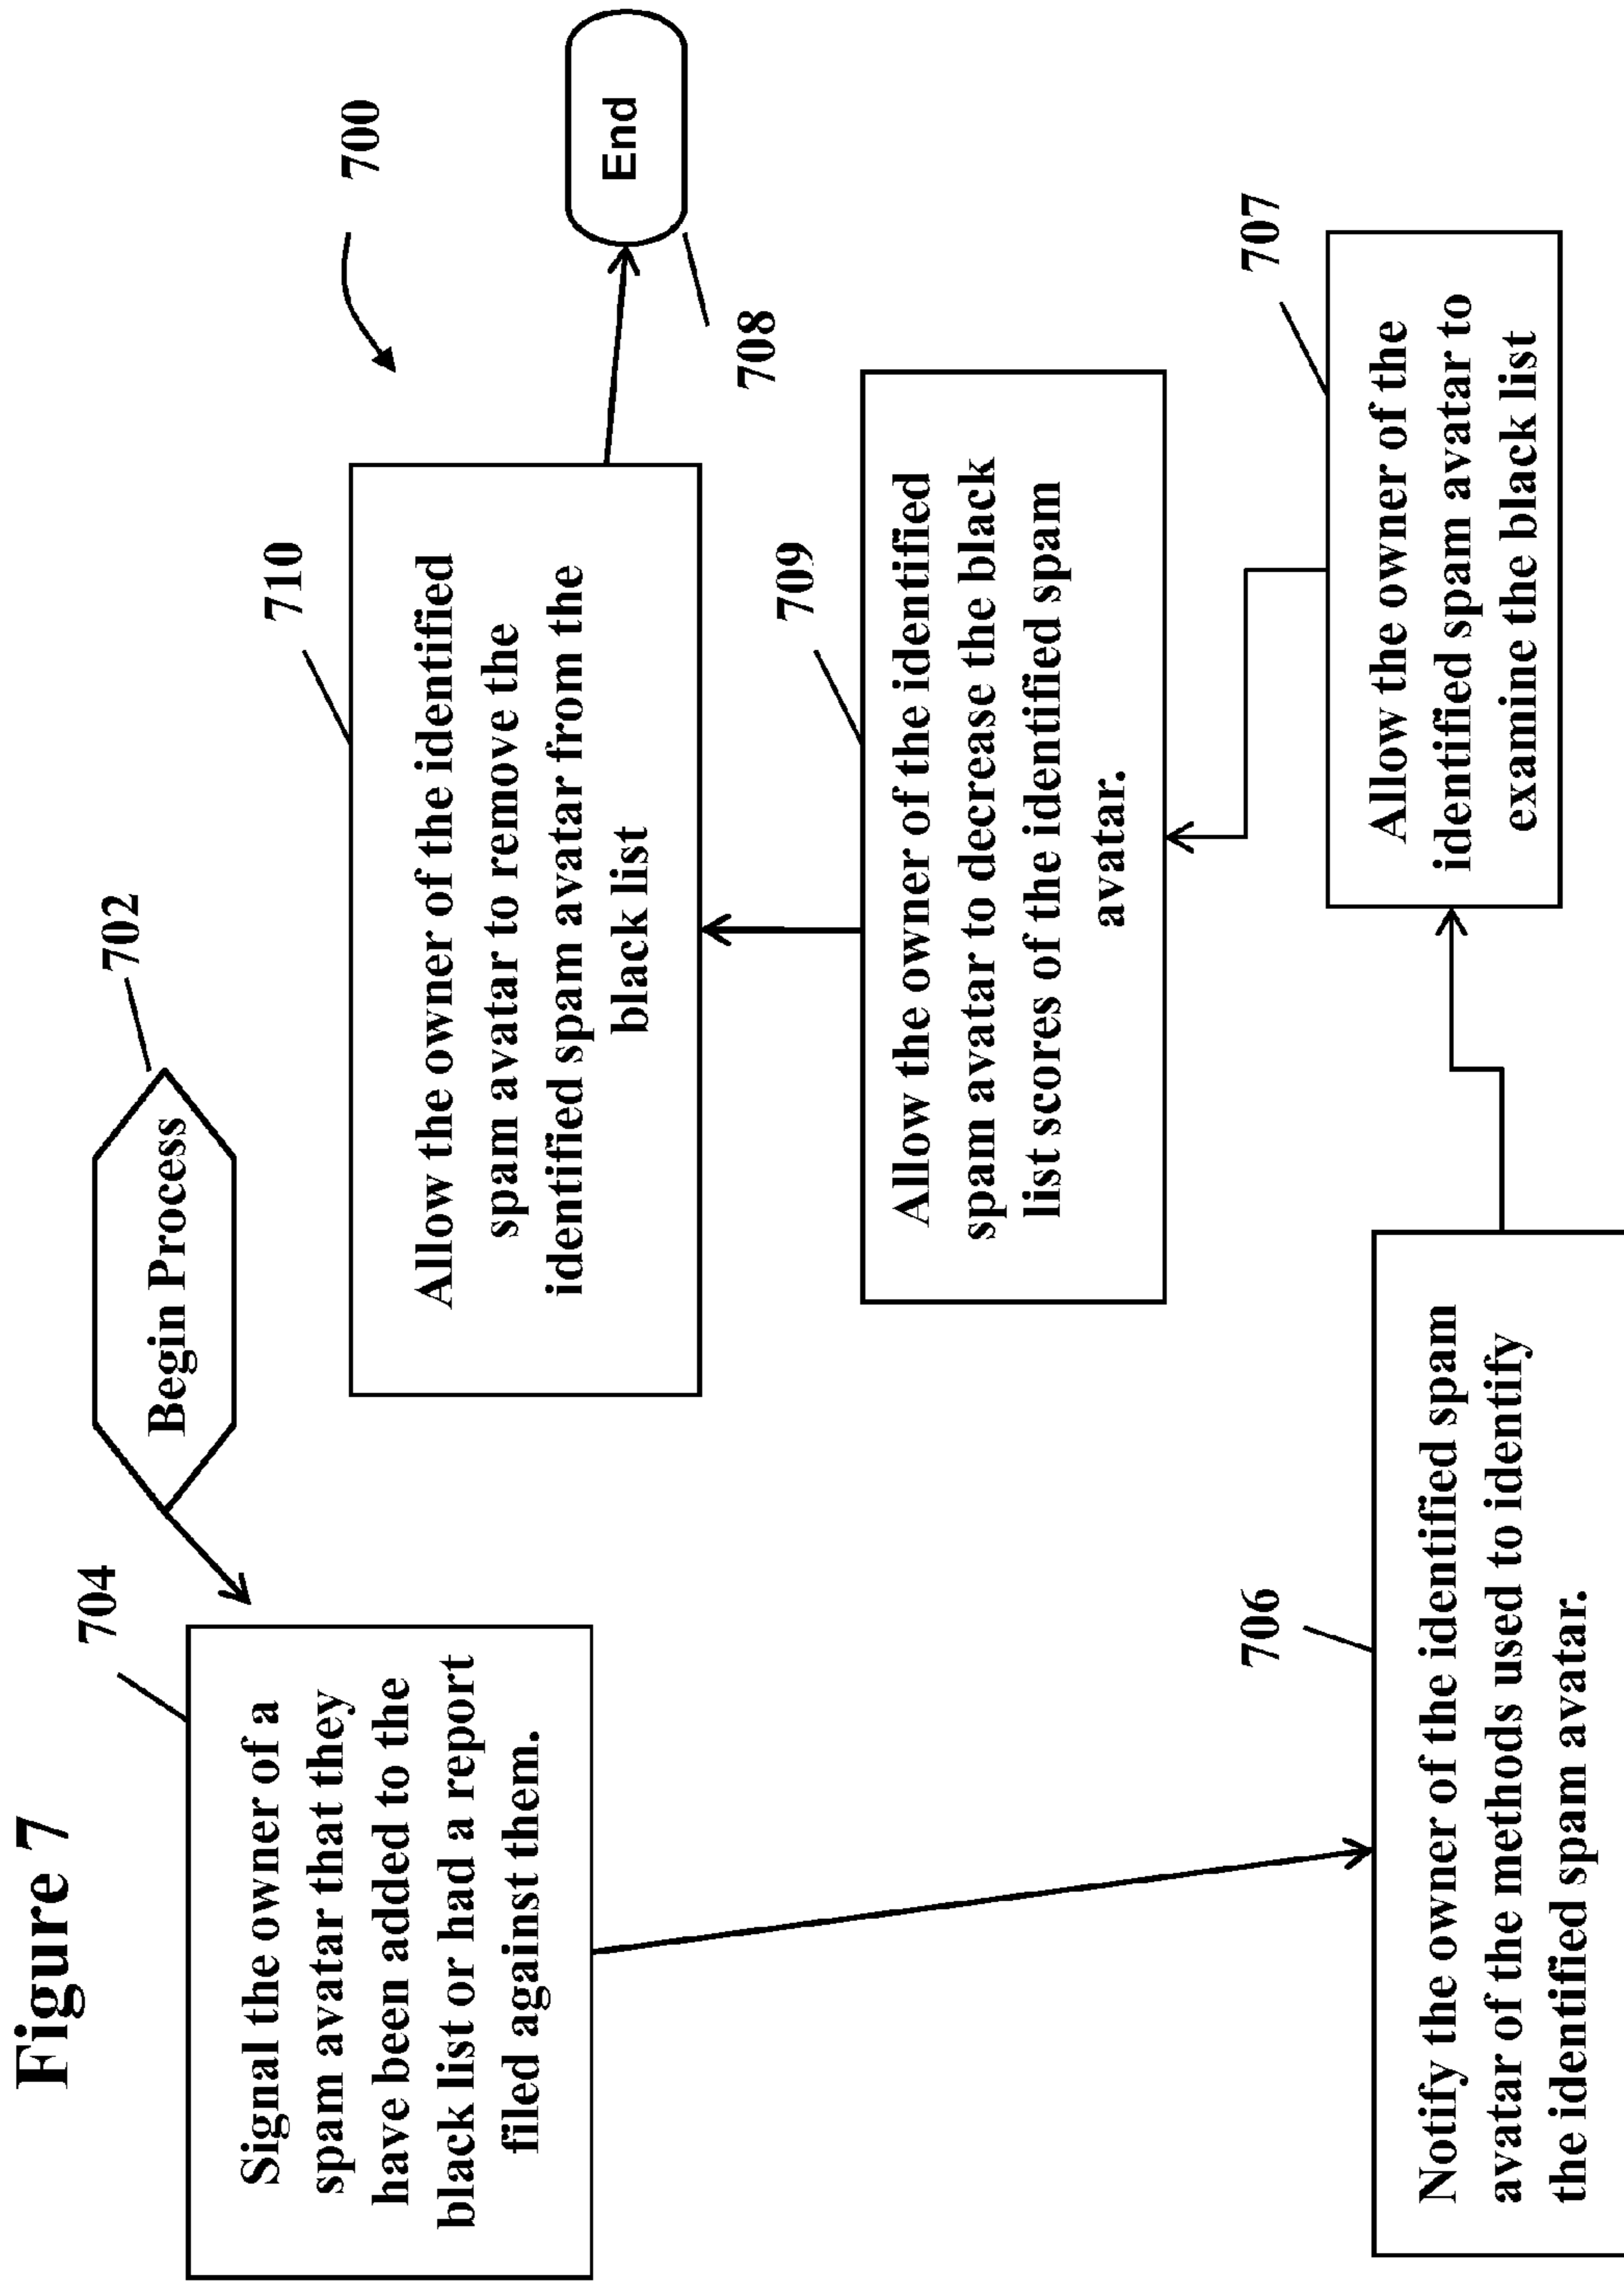 Figure 7
702
Begin Process
704
Signal the owner of a
spam avatar that they
have been added to the
black list or had a report
filed against them.
706
Notify the owner of the identified spam
avatar of the methods used to identify
the identified spam avatar.
707
Allow the owner of the
identified spam avatar to
examine the black list
709
Allow the owner of the identified
spam avatar to decrease the black
list scores of the identified spam
avatar.
710
Allow the owner of the identified
spam avatar to remove the
identified spam avatar from the
black list
700
End
708